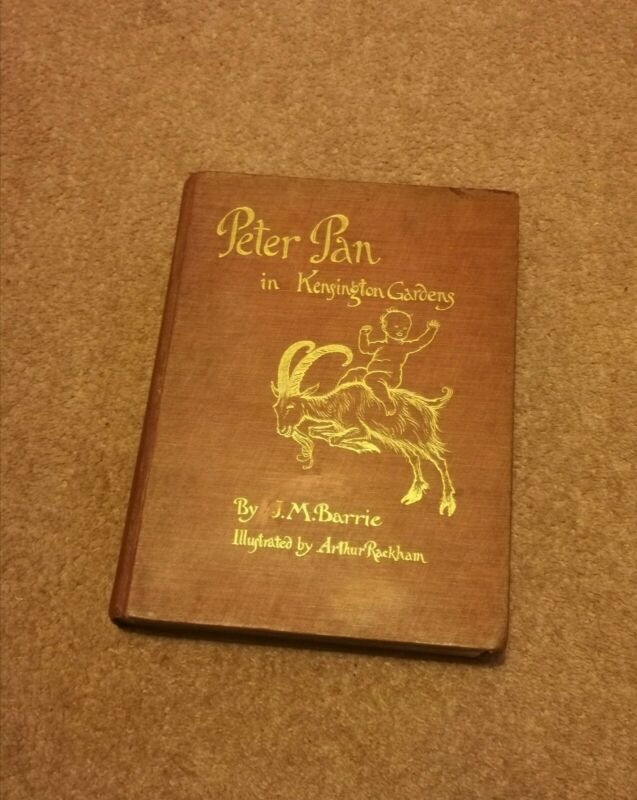 Peter Pan
in Kensington Gardens
By J.M.Barrie
Illustrated by Arthur Rackham